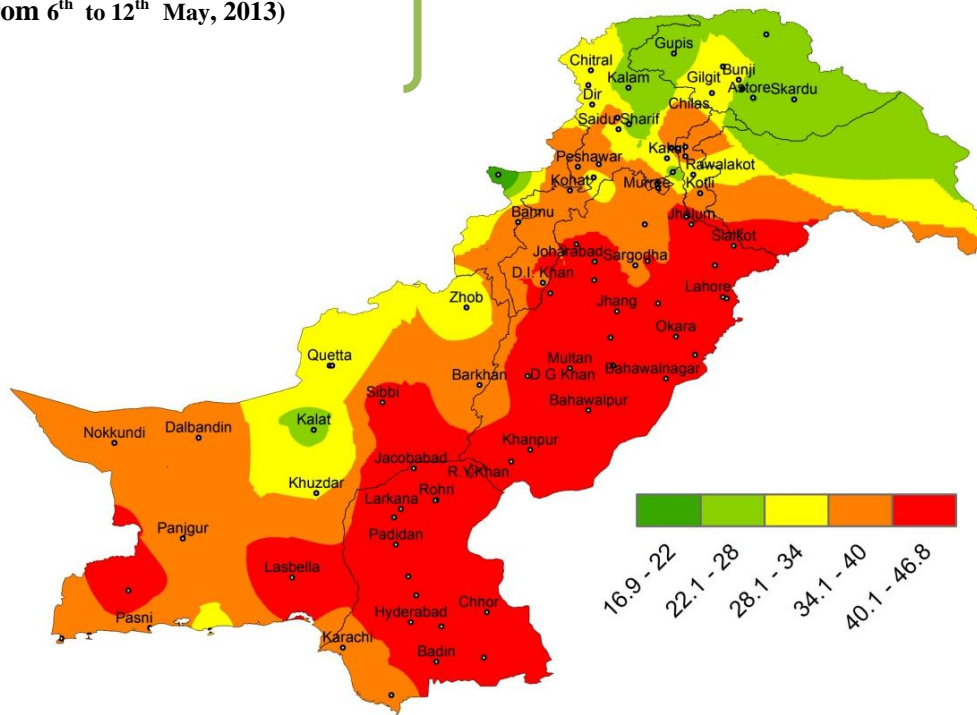 rom 6th to 12th May, 2013)
Gupis
Chitral
Bunji
Gilgit
Kalam
Astore Skardu
Dir
Chilas
Saidu Sharif
Peshawar
Rawalakot
Kohat
Murree
Kotli
Bannu
Jhelum
Sialkot
Joharabad
Sargodha
D.I. Khan
Lahore
Zhob
Jhang
Okara
Quetta
Multan
Bahawalnagar
Barkhan
D G Khan
Sibbi
Bahawalpur
Kalat
Dalbandin
Nokkundi
Khanpur
Jacobabad
R.Y.Khan
Khuzdar
Rohri
Larkana
Panjgur
Padidan
Lasbella
Chhor
Hyderabad
Pasni
Karachi
Badin
16.9 - 22
22.1 - 28
28.1 - 34
34.1 - 40
40.1 - 46.8